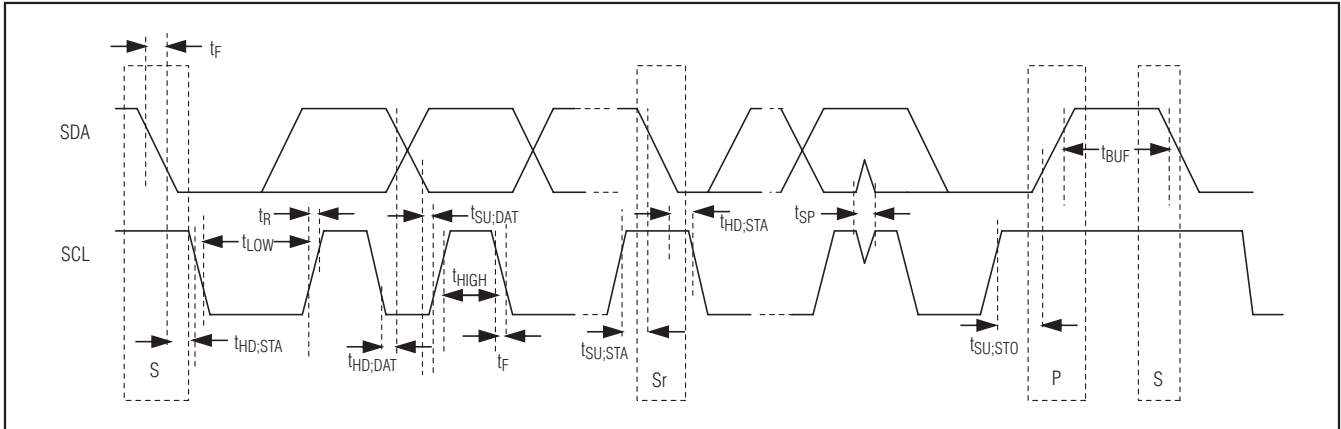 tF
SDA
tBUF
tR
tSU;DAT
tSP
tHD;STA
tLOW
SCL
tHIGH
tHD;STA
tHD;DAT
tF
tSU;STA
tSU;STO
S
Sr
P
S